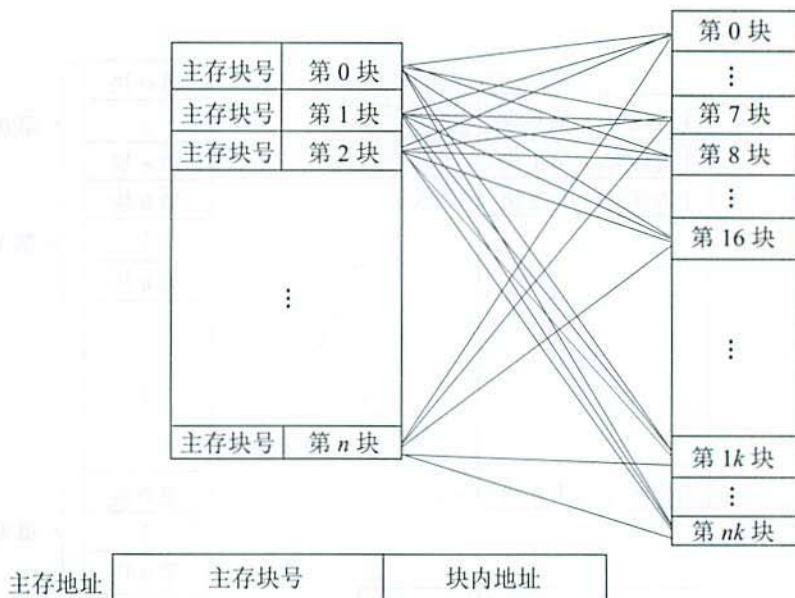 主存块号 第 0 块
主存块号 第 1 块
主存块号 第 2 块
⋮
主存块号 第 n 块
第 0 块
⋮
第 7 块
第 8 块
⋮
第 16 块
⋮
第 1k 块
⋮
第 nk 块
主存地址 主存块号 块内地址